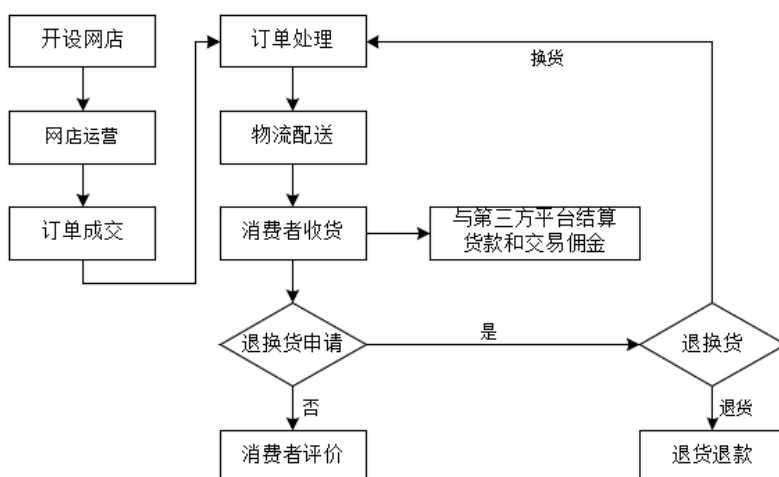 开设网店
订单处理
换货
网店运营
物流配送
订单成交
消费者收货
与第三方平台结算
货款和交易佣金
退换货申请
是
退换货
否
退货
消费者评价
退货退款